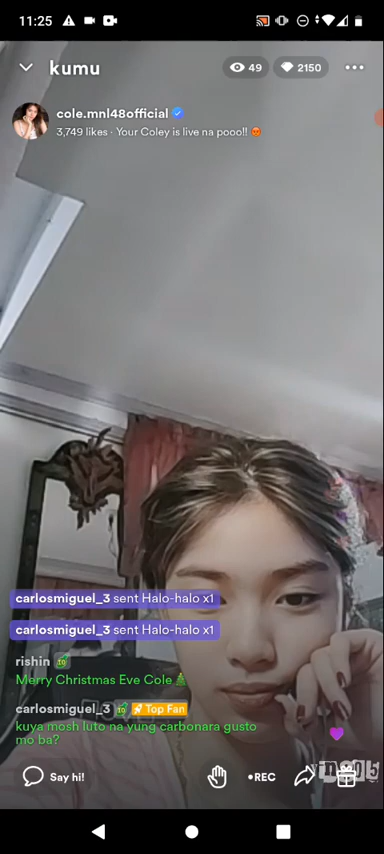 11:25
kumu
49
2150
cole.mnl48official
3,749 likes · Your Coley is live na pooo!! 😡
carlosmiguel_3 sent Halo-halo x1
carlosmiguel_3 sent Halo-halo x1
rishin
Merry Christmas Eve Cole🎄
carlosmiguel_3 Top Fan
kuya mosh luto na yung carbonara gusto
mo ba?
Say hi!
•REC